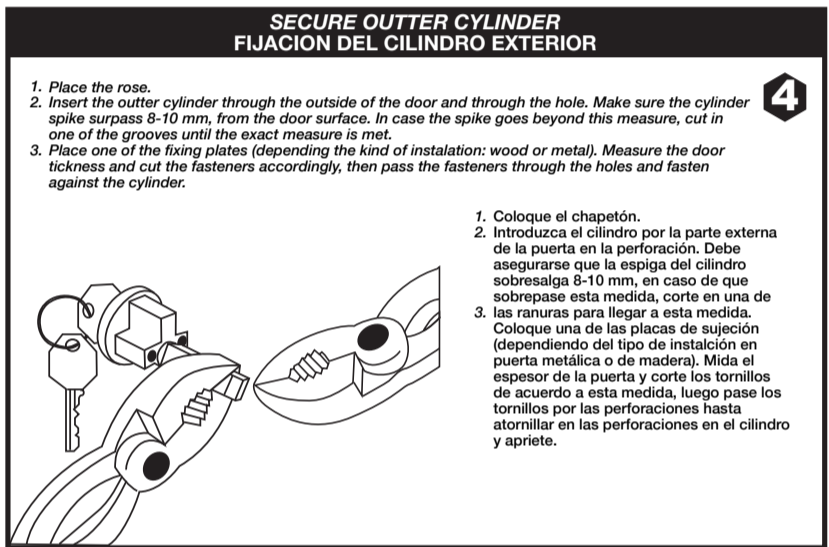 SECURE OUTTER CYLINDER
FIJACION DEL CILINDRO EXTERIOR
4
1. Place the rose.
2. Insert the outter cylinder through the outside of the door and through the hole. Make sure the cylinder
spike surpass 8-10 mm, from the door surface. In case the spike goes beyond this measure, cut in
one of the grooves until the exact measure is met.
3. Place one of the fixing plates (depending the kind of instalation: wood or metal). Measure the door
tickness and cut the fasteners accordingly, then pass the fasteners through the holes and fasten
against the cylinder.
1. Coloque el chapetón.
2. Introduzca el cilindro por la parte externa
de la puerta en la perforación. Debe
asegurarse que la espiga del cilindro
sobresalga 8-10 mm, en caso de que
sobrepase esta medida, corte en una de
3. las ranuras para llegar a esta medida.
Coloque una de las placas de sujeción
(dependiendo del tipo de instalción en
puerta metálica o de madera). Mida el
espesor de la puerta y corte los tornillos
de acuerdo a esta medida, luego pase los
tornillos por las perforaciones hasta
atornillar en las perforaciones en el cilindro
y apriete.